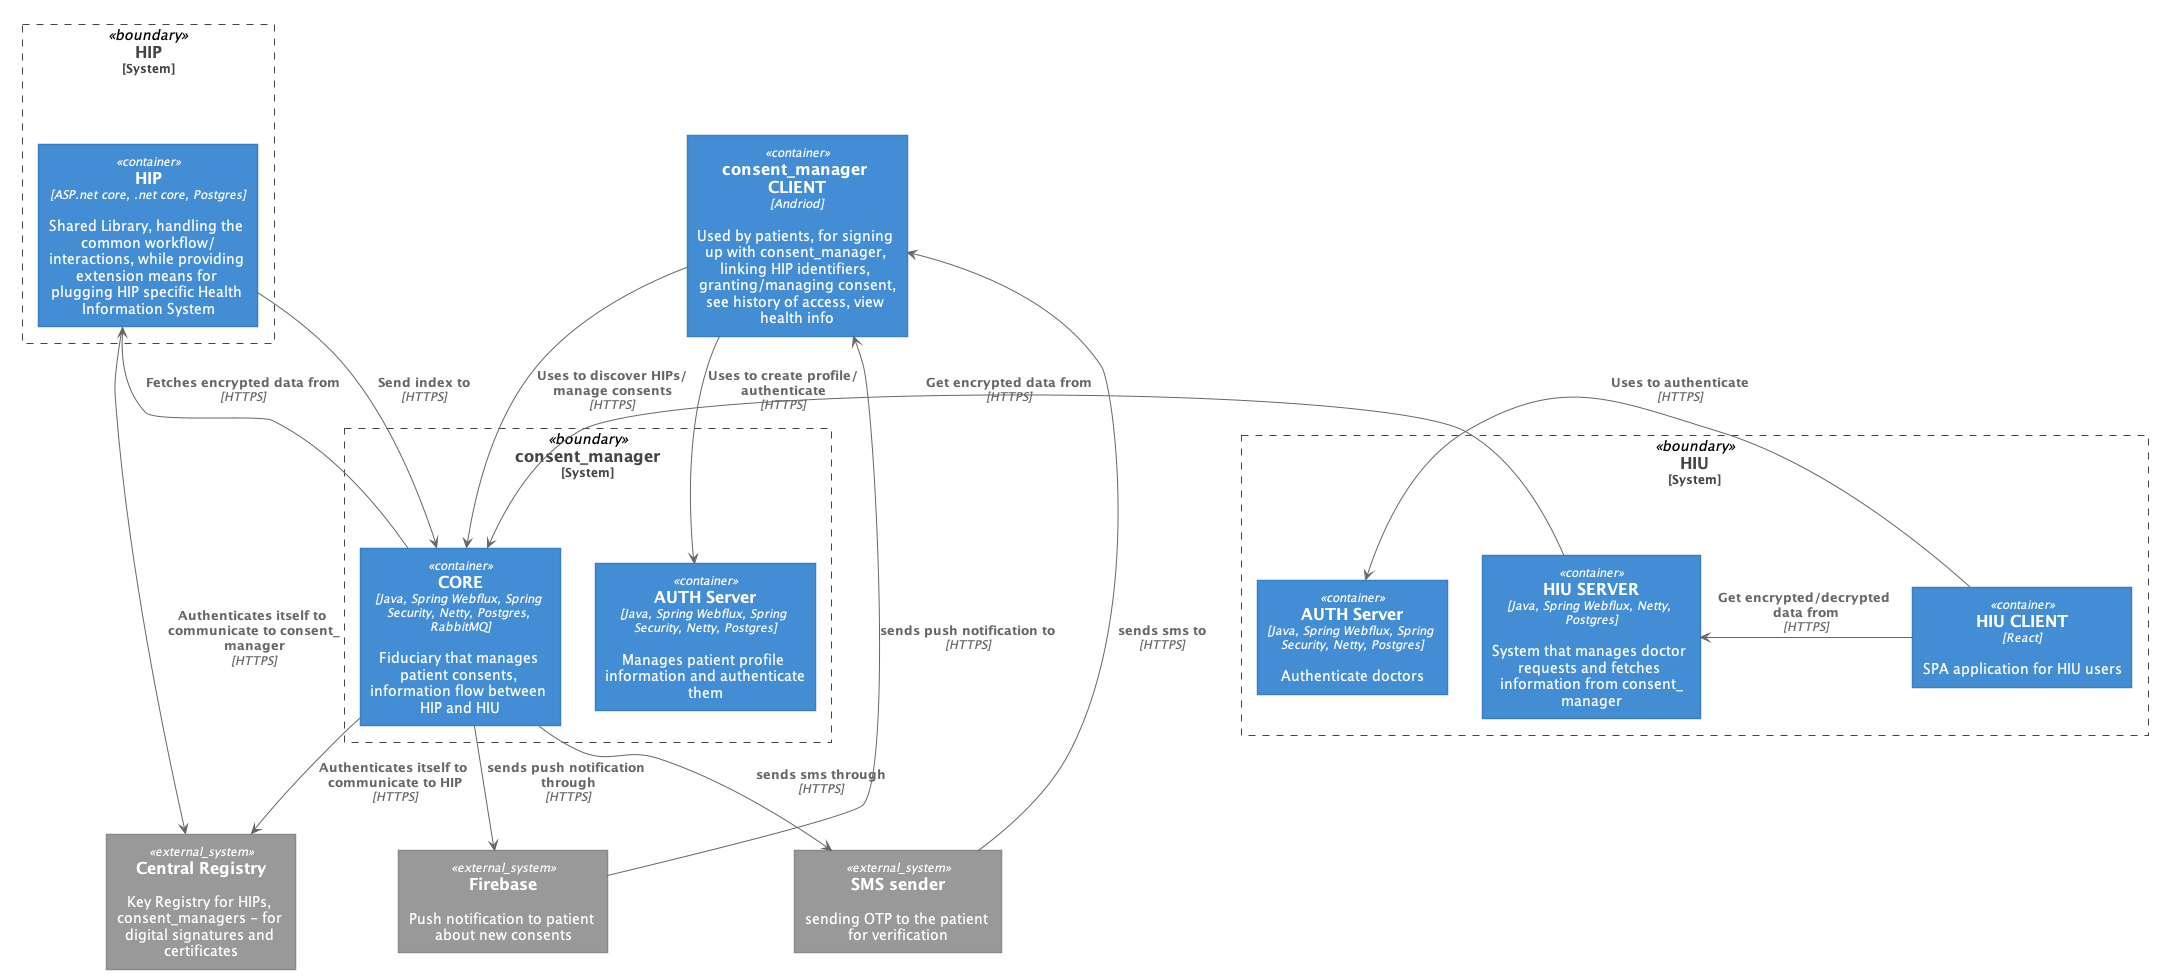 «boundary»
HIP
[System]
«container»
HIP
[ASP.net core, .net core, Postgres]
Shared Library, handling the
common workflow/
interactions, while providing
extension means for
plugging HIP specific Health
Information System
«container»
consent_manager
CLIENT
[Andriod]
Used by patients, for signing
up with consent_manager,
linking HIP identifiers,
granting/managing consent,
see history of access, view
health info
Fetches encrypted data from
[HTTPS]
Send index to
[HTTPS]
Uses to discover HIPs/
manage consents
[HTTPS]
Uses to create profile/
authenticate
[HTTPS]
Get encrypted data from
[HTTPS]
Uses to authenticate
[HTTPS]
«boundary»
consent_manager
[System]
«container»
CORE
[Java, Spring Webflux, Spring
Security, Netty, Postgres,
RabbitMQ]
Fiduciary that manages
patient consents,
information flow between
HIP and HIU
«container»
AUTH Server
[Java, Spring Webflux, Spring
Security, Netty, Postgres]
Manages patient profile
information and authenticate
them
«boundary»
HIU
[System]
«container»
AUTH Server
[Java, Spring Webflux, Spring
Security, Netty, Postgres]
Authenticate doctors
«container»
HIU SERVER
[Java, Spring Webflux, Netty,
Postgres]
System that manages doctor
requests and fetches
information from consent_
manager
Get encrypted/decrypted
data from
[HTTPS]
«container»
HIU CLIENT
[React]
SPA application for HIU users
Authenticates itself to
communicate to consent_
manager
[HTTPS]
sends push notification to
[HTTPS]
sends sms to
[HTTPS]
Authenticates itself to
communicate to HIP
[HTTPS]
sends push notification
through
[HTTPS]
sends sms through
[HTTPS]
«external_system»
Central Registry
Key Registry for HIPs,
consent_managers – for
digital signatures and
certificates
«external_system»
Firebase
Push notification to patient
about new consents
«external_system»
SMS sender
sending OTP to the patient
for verification